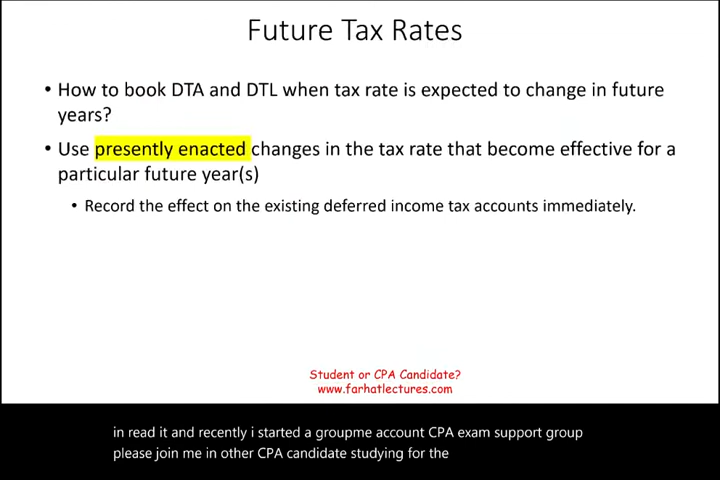 Future Tax Rates
• How to book DTA and DTL when tax rate is expected to change in future
years?
• Use presently enacted changes in the tax rate that become effective for a
particular future year(s)
• Record the effect on the existing deferred income tax accounts immediately.
Student or CPA Candidate?
www.farhatlectures.com
in read it and recently i started a groupme account CPA exam support group
please join me in other CPA candidate studying for the